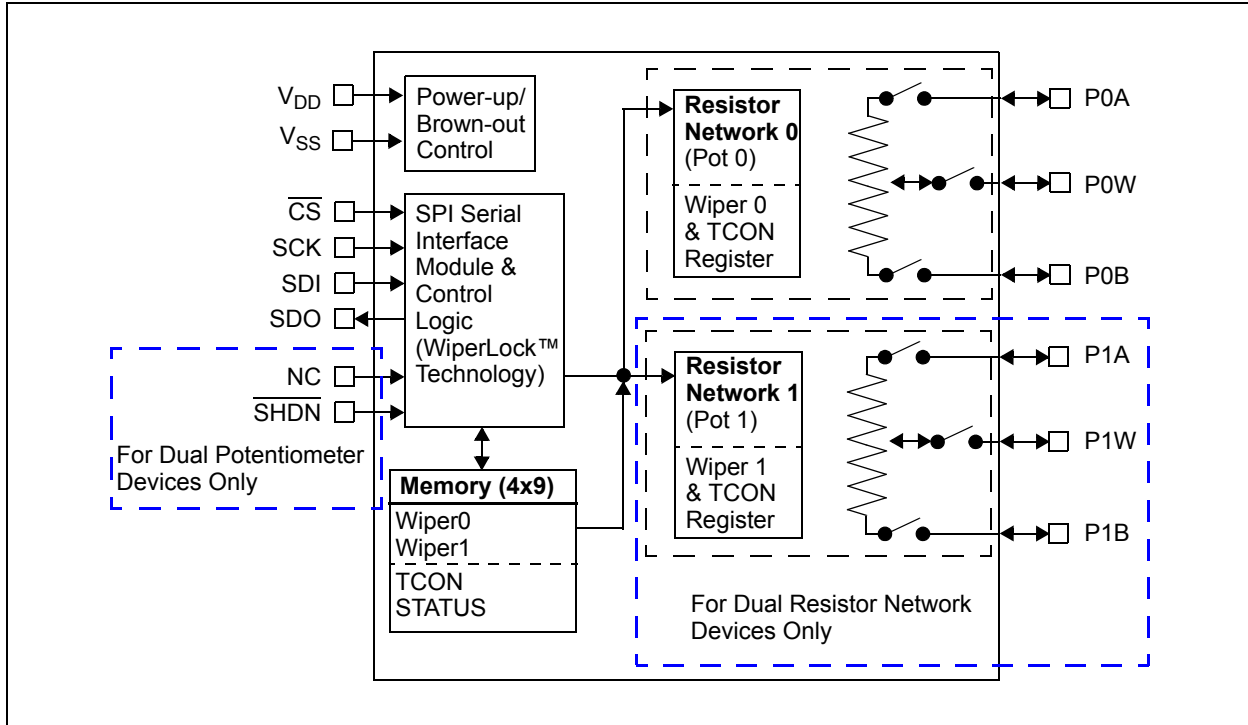 V_DD
V_SS
Power-up/
Brown-out
Control
CS
SCK
SDI
SDO
NC
SHDN
SPI Serial
Interface
Module &
Control
Logic
(WiperLock™
Technology)
For Dual Potentiometer
Devices Only
Memory (4x9)
Wiper0
Wiper1
TCON
STATUS
Resistor
Network 0
(Pot 0)
Wiper 0
& TCON
Register
P0A
P0W
P0B
Resistor
Network 1
(Pot 1)
Wiper 1
& TCON
Register
P1A
P1W
P1B
For Dual Resistor Network
Devices Only